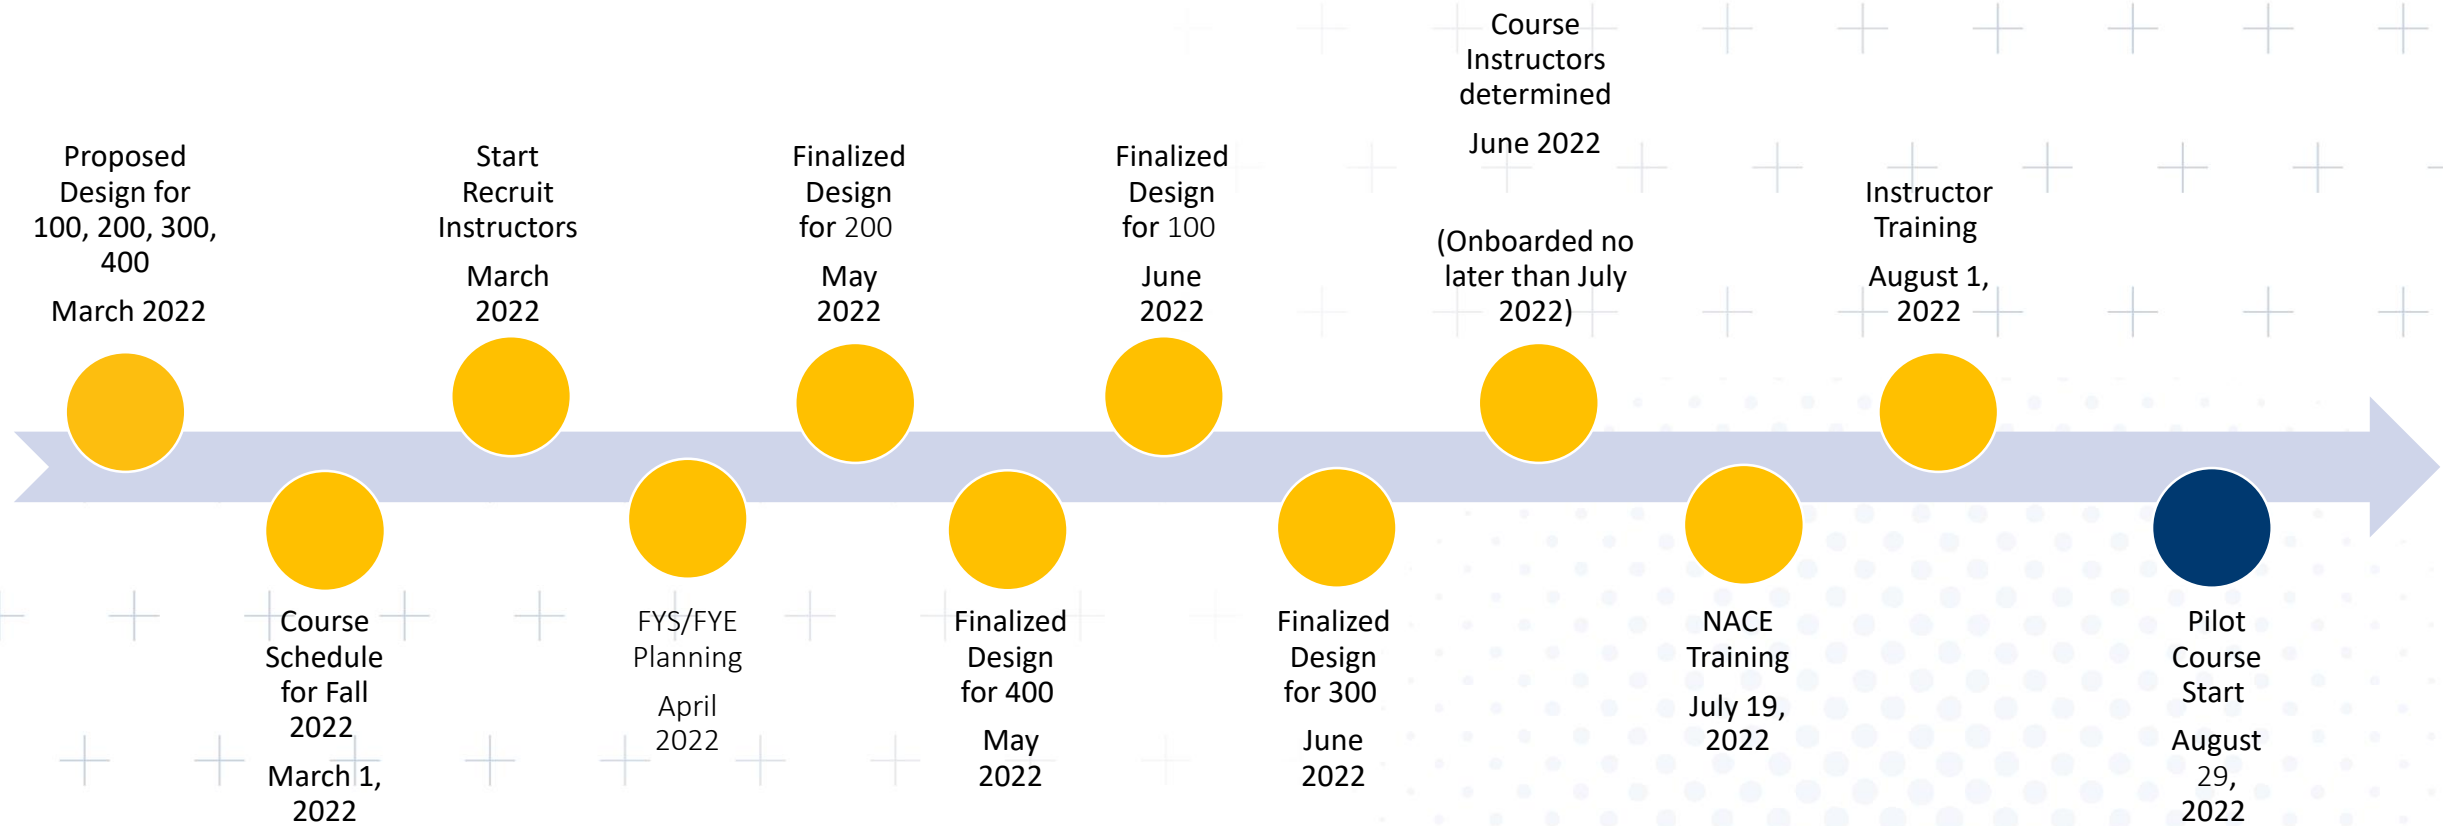 Proposed
Design for
100, 200, 300,
400
March 2022
Course
Schedule
for Fall
2022
March 1,
2022
Start
Recruit
Instructors
March
2022
FYS/FYE
Planning
April
2022
Finalized
Design
for 200
May
2022
Finalized
Design
for 400
May
2022
Finalized
Design
for 100
June
2022
Finalized
Design
for 300
June
2022
Course
Instructors
determined
June 2022
(Onboarded no
later than July
2022)
NACE
Training
July 19,
2022
Instructor
Training
August 1,
2022
Pilot
Course
Start
August
29,
2022